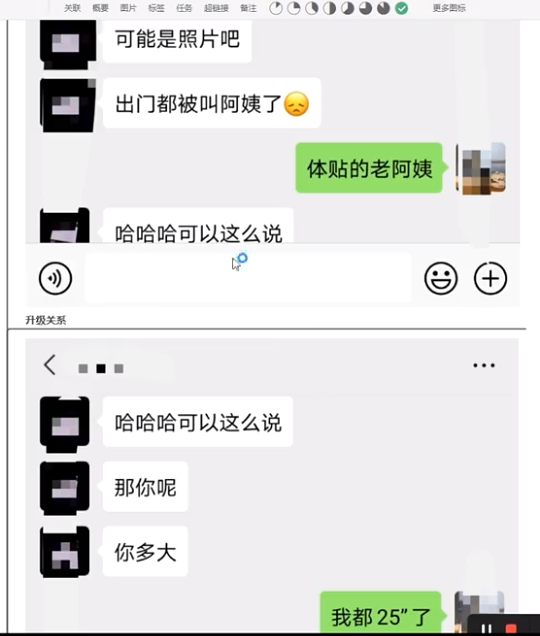 关联 概要 图片 标签 任务 超链接 备注 更多图标
可能是照片吧
出门都被叫阿姨了😞
体贴的老阿姨
哈哈哈可以这么说
升级关系
哈哈哈可以这么说
那你呢
你多大
我都25”了